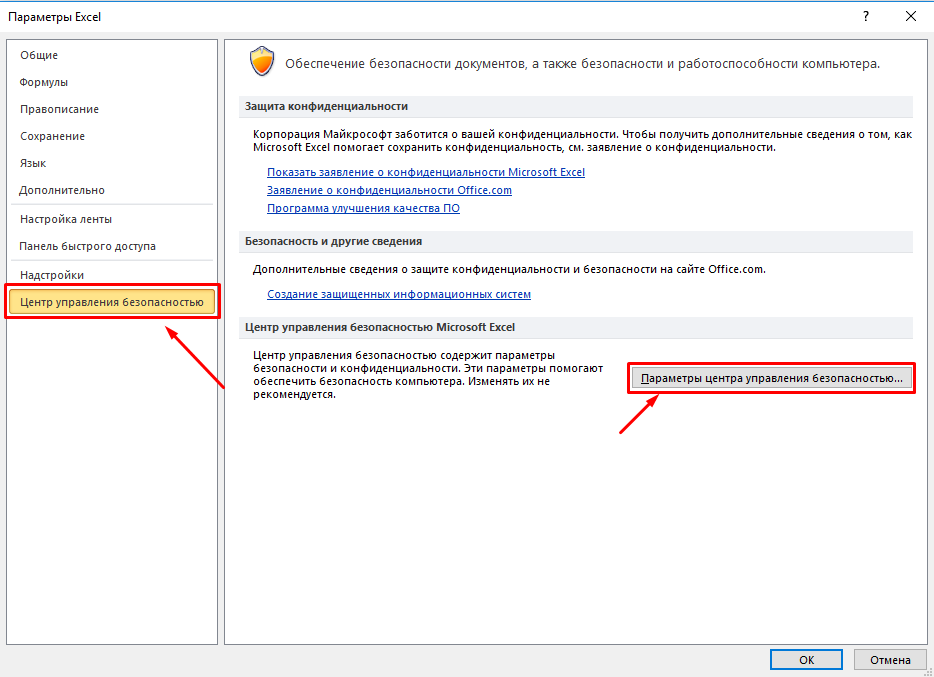 Параметры Excel
?
Общие
Формулы
Правописание
Сохранение
Язык
Дополнительно
Настройка ленты
Панель быстрого доступа
Надстройки
Центр управления безопасностью
Обеспечение безопасности документов, а также безопасности и работоспособности компьютера.
Защита конфиденциальности
Корпорация Майкрософт заботится о вашей конфиденциальности. Чтобы получить дополнительные сведения о том, как
Microsoft Excel помогает сохранить конфиденциальность, см. заявление о конфиденциальности.
Показать заявление о конфиденциальности Microsoft Excel
Заявление о конфиденциальности Office.com
Программа улучшения качества ПО
Безопасность и другие сведения
Дополнительные сведения о защите конфиденциальности и безопасности на сайте Office.com.
Создание защищенных информационных систем
Центр управления безопасностью Microsoft Excel
Центр управления безопасностью содержит параметры
безопасности и конфиденциальности. Эти параметры помогают
обеспечить безопасность компьютера. Изменять их не
рекомендуется.
Параметры центра управления безопасностью...
ОК
Отмена